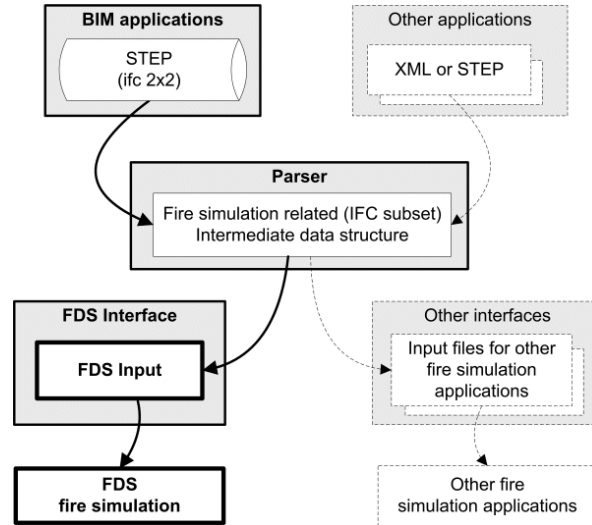 BIM applications
STEP
(ifc 2x2)
Other applications
XML or STEP
Parser
Fire simulation related (IFC subset)
Intermediate data structure
FDS Interface
FDS Input
Other interfaces
Input files for other
fire simulation
applications
FDS
fire simulation
Other fire
simulation applications